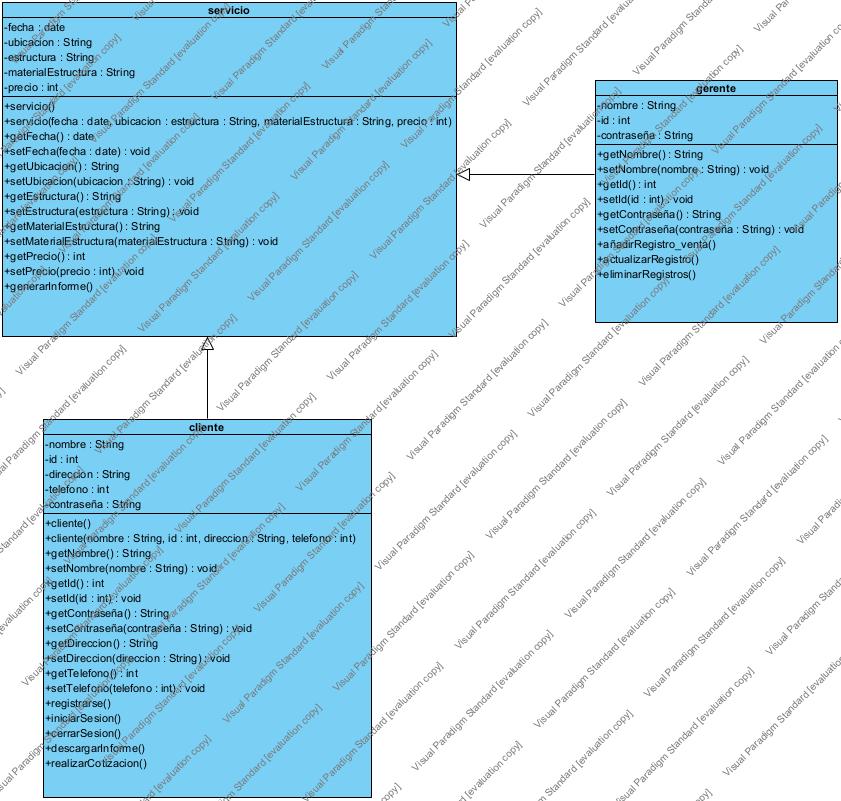 servicio
-fecha : date
-ubicacion : String
-estructura : String
-materialEstructura : String
-precio : int
+servicio()
+servicio(fecha : date, ubicacion : estructura : String, materialEstructura : String, precio : int)
+getFecha() : date
+setFecha(fecha : date) : void
+getUbicacion() : String
+setUbicacion(ubicacion : String) : void
+getEstructura() : String
+setEstructura(estructura : String) : void
+getMaterialEstructura() : String
+setMaterialEstructura(materialEstructura : String) : void
+getPrecio() : int
+setPrecio(precio : int) : void
+generarInforme()
gerente
-nombre : String
-id : int
-contraseña : String
+getNombre() : String
+setNombre(nombre : String) : void
+getId() : int
+setId(id : int) : void
+getContraseña() : String
+setContraseña(contraseña : String) : void
+añadirRegistro_venta()
+actualizarRegistro()
+eliminarRegistros()
cliente
-nombre : String
-id : int
-direccion : String
-telefono : int
-contraseña : String
+cliente()
+cliente(nombre : String, id : int, direccion : String, telefono : int)
+getNombre() : String
+setNombre(nombre : String) : void
+getId() : int
+setId(id : int) : void
+getContraseña() : String
+setContraseña(contraseña : String) : void
+getDireccion() : String
+setDireccion(direccion : String) : void
+getTelefono() : int
+setTelefono(telefono : int) : void
+registrarse()
+iniciarSesion()
+cerrarSesion()
+descargarInforme()
+realizarCotizacion()
Visual Paradigm Standard [evaluation copy]